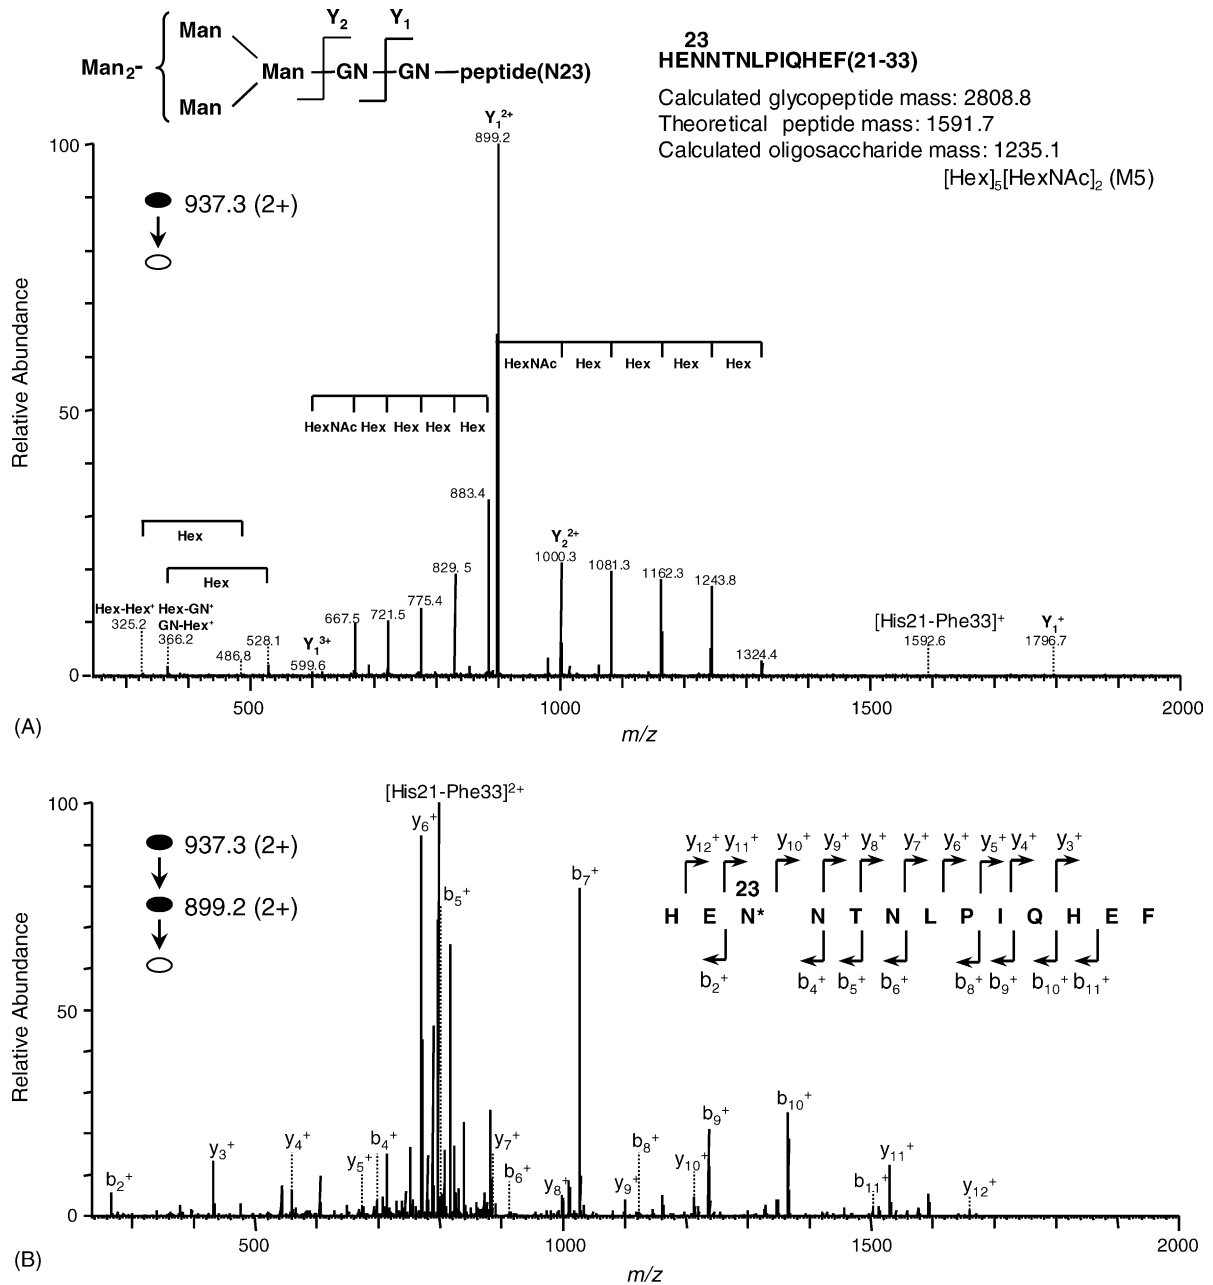 Y2 Y1
Man
Man2- Man GN GN peptide(N23)
Man
23
HENNTNLPIQHEF(21-33)
Calculated glycopeptide mass: 2808.8
Theoretical peptide mass: 1591.7
Calculated oligosaccharide mass: 1235.1
[Hex]5[HexNAc]2 (M5)
Y1 2+
899.2
100
937.3 (2+)
HexNAc Hex Hex Hex Hex
50
HexNAc Hex Hex Hex Hex
883.4
Hex
Y2 2+
1000.3
829.5 1081.3 1162.3 1243.8
Hex
775.4
721.5
667.5
Hex-Hex+ Hex-GN+
325.2 GN-Hex+
366.2
[His21-Phe33]+ Y1+
1592.6 1796.7
528.1 Y1 3+
486.8 599.6 1324.4
0
500 1000 1500 2000
m/z
Relative Abundance
(A)
[His21-Phe33]2+
100
y6+
937.3 (2+)
899.2 (2+)
b5+
b7+
y12+ y11+ y10+ y9+ y8+ y7+ y6+ y5+ y4+ y3+
23
H E N* N T N L P I Q H E F
b2+ b4+ b5+ b6+ b8+ b9+ b10+ b11+
50
b10+
b9+
b2+ y3+ y4+ y5+ b4+ y7+ b6+ y8+ y9+ b8+ y10+ b11+ y11+ y12+
0
500 1000 1500 2000
m/z
Relative Abundance
(B)